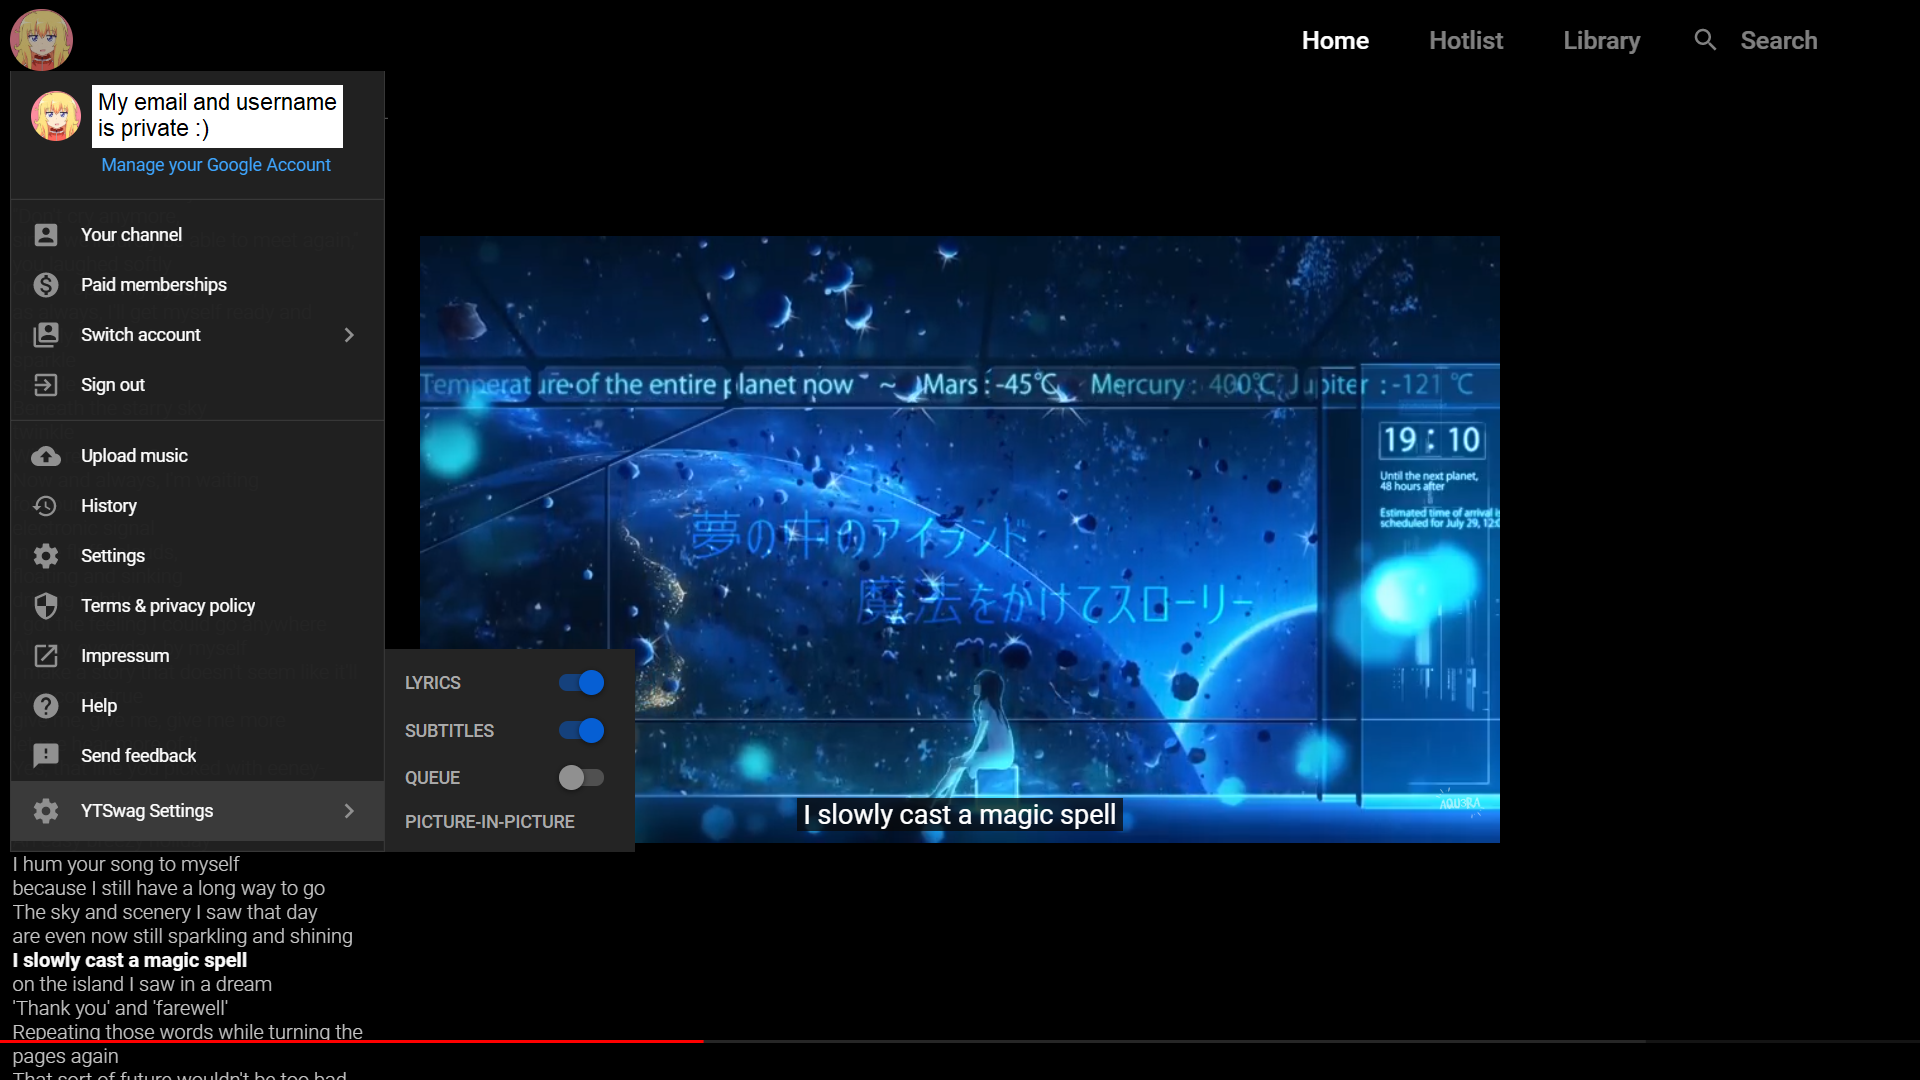 Home
Hotlist
Library
Search
My email and username
is private :)
Manage your Google Account
Your channel
Paid memberships
Switch account
Sign out
Upload music
History
Settings
Terms & privacy policy
Impressum
Help
Send feedback
YTSwag Settings
LYRICS
SUBTITLES
QUEUE
PICTURE-IN-PICTURE
Temperature of the entire planet now ~ Mars : -45℃ Mercury : 400℃ Jupiter : -121 ℃
19 : 10
Until the next planet,
48 hours after
Estimated time of arrival is
scheduled for July 29,
夢の中のアイランド
魔法をかけてスローリー
I slowly cast a magic spell
I hum your song to myself
because I still have a long way to go
The sky and scenery I saw that day
are even now still sparkling and shining
I slowly cast a magic spell
on the island I saw in a dream
'Thank you' and 'farewell'
Repeating those words while turning the
pages again
That sort of future wouldn't be too bad